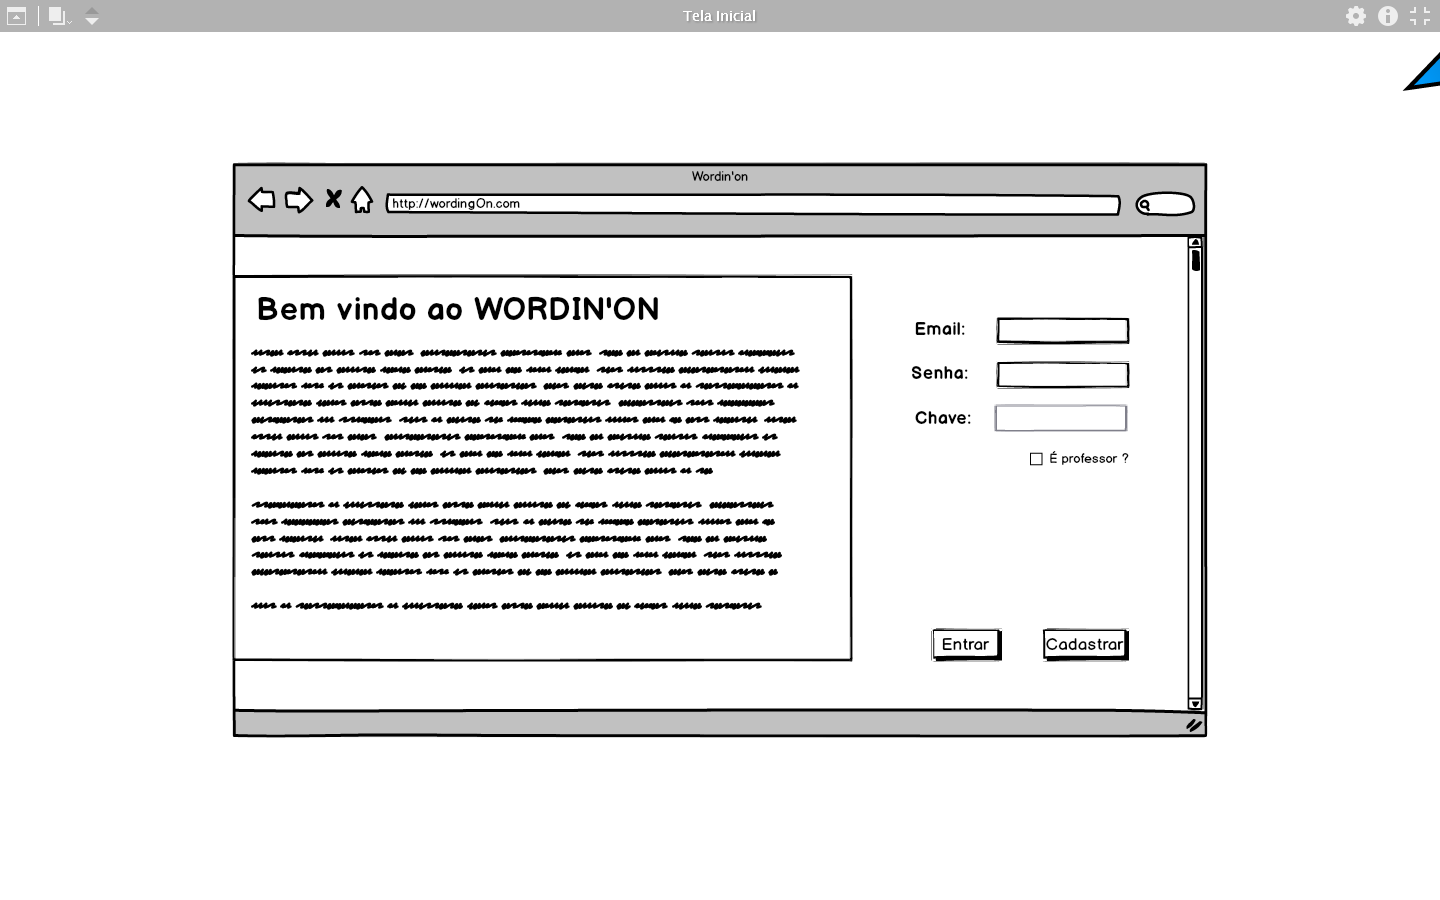 Tela Inicial
Wordin'on
http://wordingOn.com
Bem vindo ao WORDIN'ON
Email:
Senha:
Chave:
É professor ?
Entrar
Cadastrar